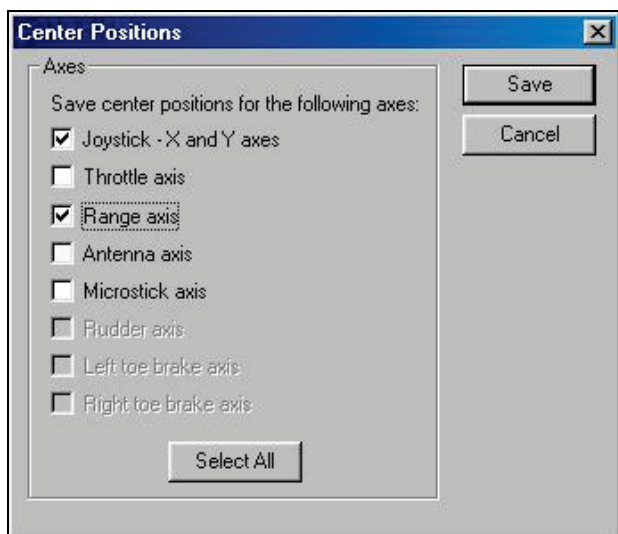 Center Positions
Axes
Save center positions for the following axes:
Joystick - X and Y axes
Throttle axis
Range axis
Antenna axis
Microstick axis
Rudder axis
Left toe brake axis
Right toe brake axis
Select All
Save
Cancel